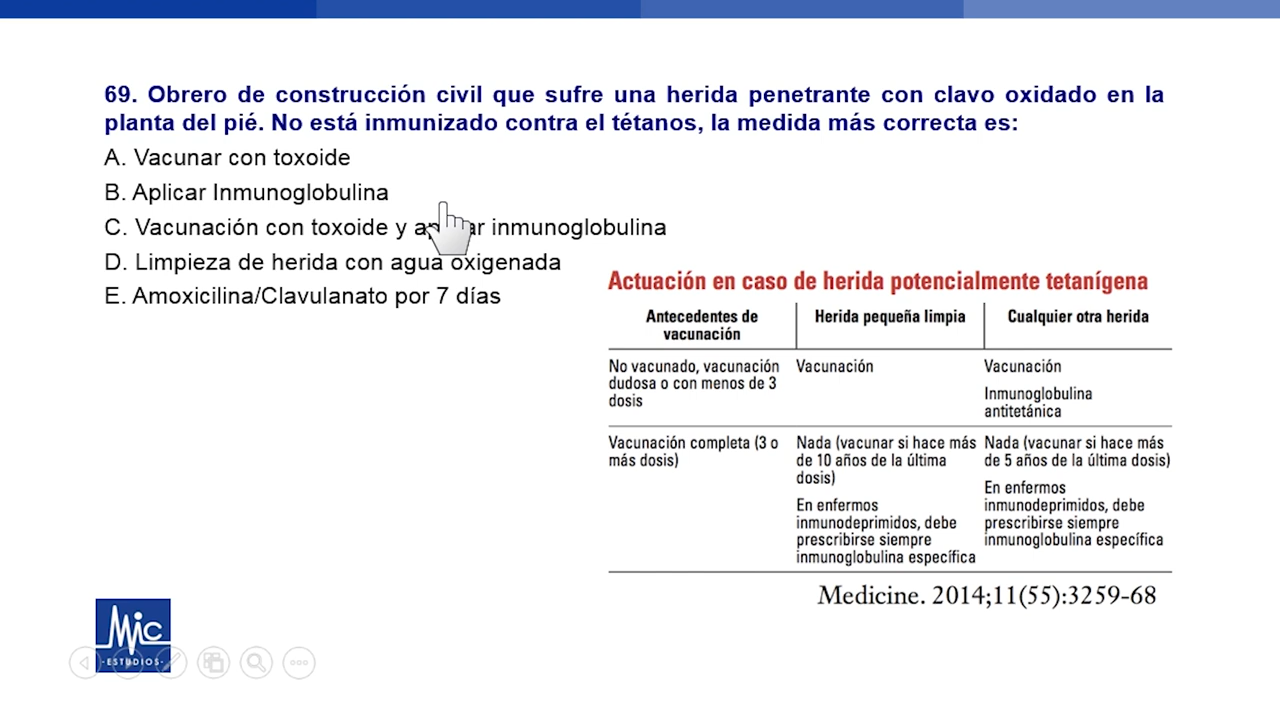 69. Obrero de construcción civil que sufre una herida penetrante con clavo oxidado en la
planta del pié. No está inmunizado contra el tétanos, la medida más correcta es:
A. Vacunar con toxoide
B. Aplicar Inmunoglobulina
C. Vacunación con toxoide y aplicar inmunoglobulina
D. Limpieza de herida con agua oxigenada
E. Amoxicilina/Clavulanato por 7 días
Actuación en caso de herida potencialmente tetanígena
Antecedentes de
vacunación
Herida pequeña limpia
Cualquier otra herida
No vacunado, vacunación
dudosa o con menos de 3
dosis
Vacunación
Vacunación
Inmunoglobulina
antitetánica
Vacunación completa (3 o
más dosis)
Nada (vacunar si hace más
de 10 años de la última
dosis)
En enfermos
inmunodeprimidos, debe
prescribirse siempre
inmunoglobulina específica
Nada (vacunar si hace más
de 5 años de la última dosis)
En enfermos
inmunodeprimidos, debe
prescribirse siempre
inmunoglobulina específica
Medicine. 2014;11(55):3259-68
Mic
-ESTUDIOS-